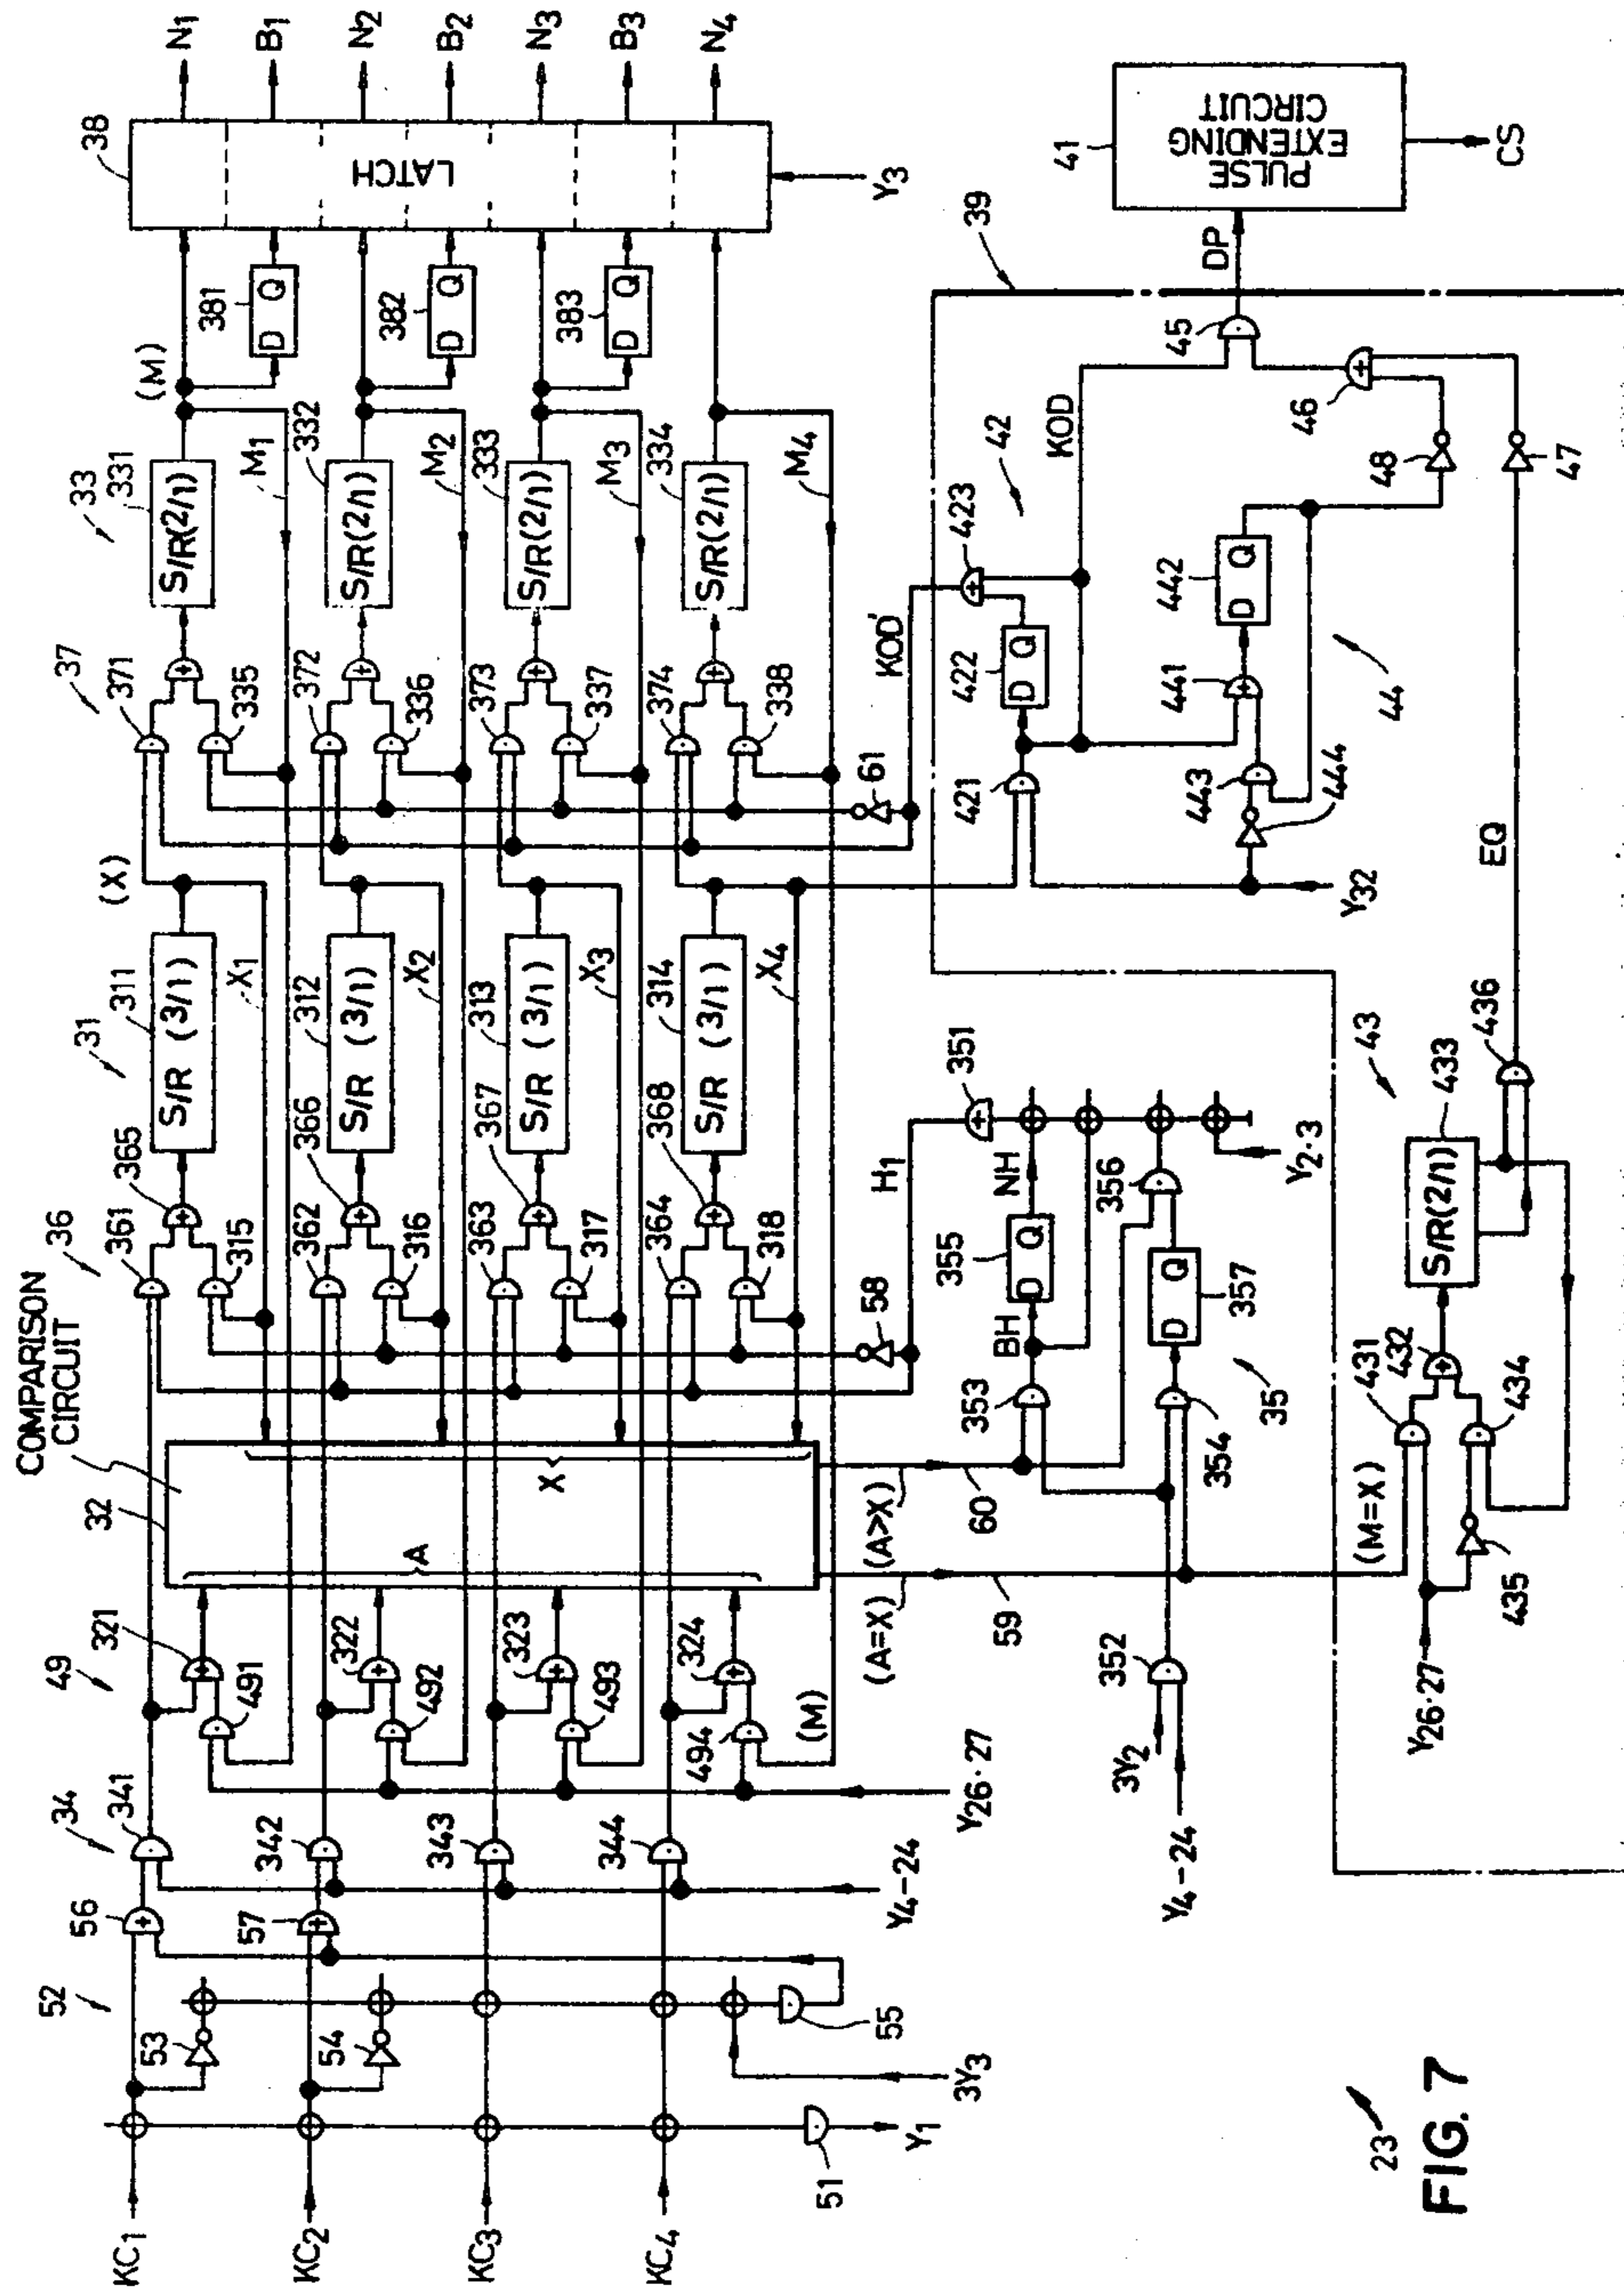 COMPARISON
CIRCUIT
KC1
KC2
KC3
KC4
52
53
54
55
51
Y1
3Y3
56
57
34
341
342
343
344
Y4-24
49
321
322
323
324
491
492
493
494
(M)
Y26·27
32
A
X
(A=X)
(A>X)
59
60
36
361
362
363
364
365
366
367
368
315
316
317
318
58
H1
31
311
312
313
314
S/R (3/1)
S/R (3/1)
S/R (3/1)
S/R (3/1)
X1
X2
X3
X4
(X)
37
371
372
373
374
335
336
337
338
61
KOD'
33
331
332
333
334
S/R(2/1)
S/R(2/1)
S/R(2/1)
S/R(2/1)
M1
M2
M3
M4
(M)
381
D Q
382
D Q
383
D Q
38
LATCH
Y3
N1
B1
N2
B2
N3
B3
N4
3Y2
352
Y4-24
353
354
BH
355
D Q
NH
351
356
357
D Q
35
Y2·3
Y26·27
(M=X)
431
432
434
435
S/R(2/1)
433
436
43
EQ
421
422
D Q
423
42
KOD
Y32
441
442
D Q
443
444
44
48
47
46
45
39
DP
41
PULSE
EXTENDING
CIRCUIT
CS
23
FIG. 7